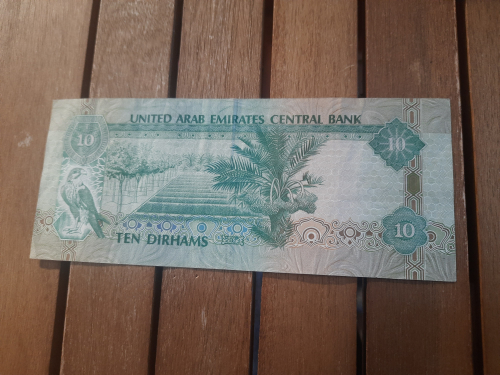 UNITED ARAB EMIRATES CENTRAL BANK
10
10
TEN DIRHAMS
10